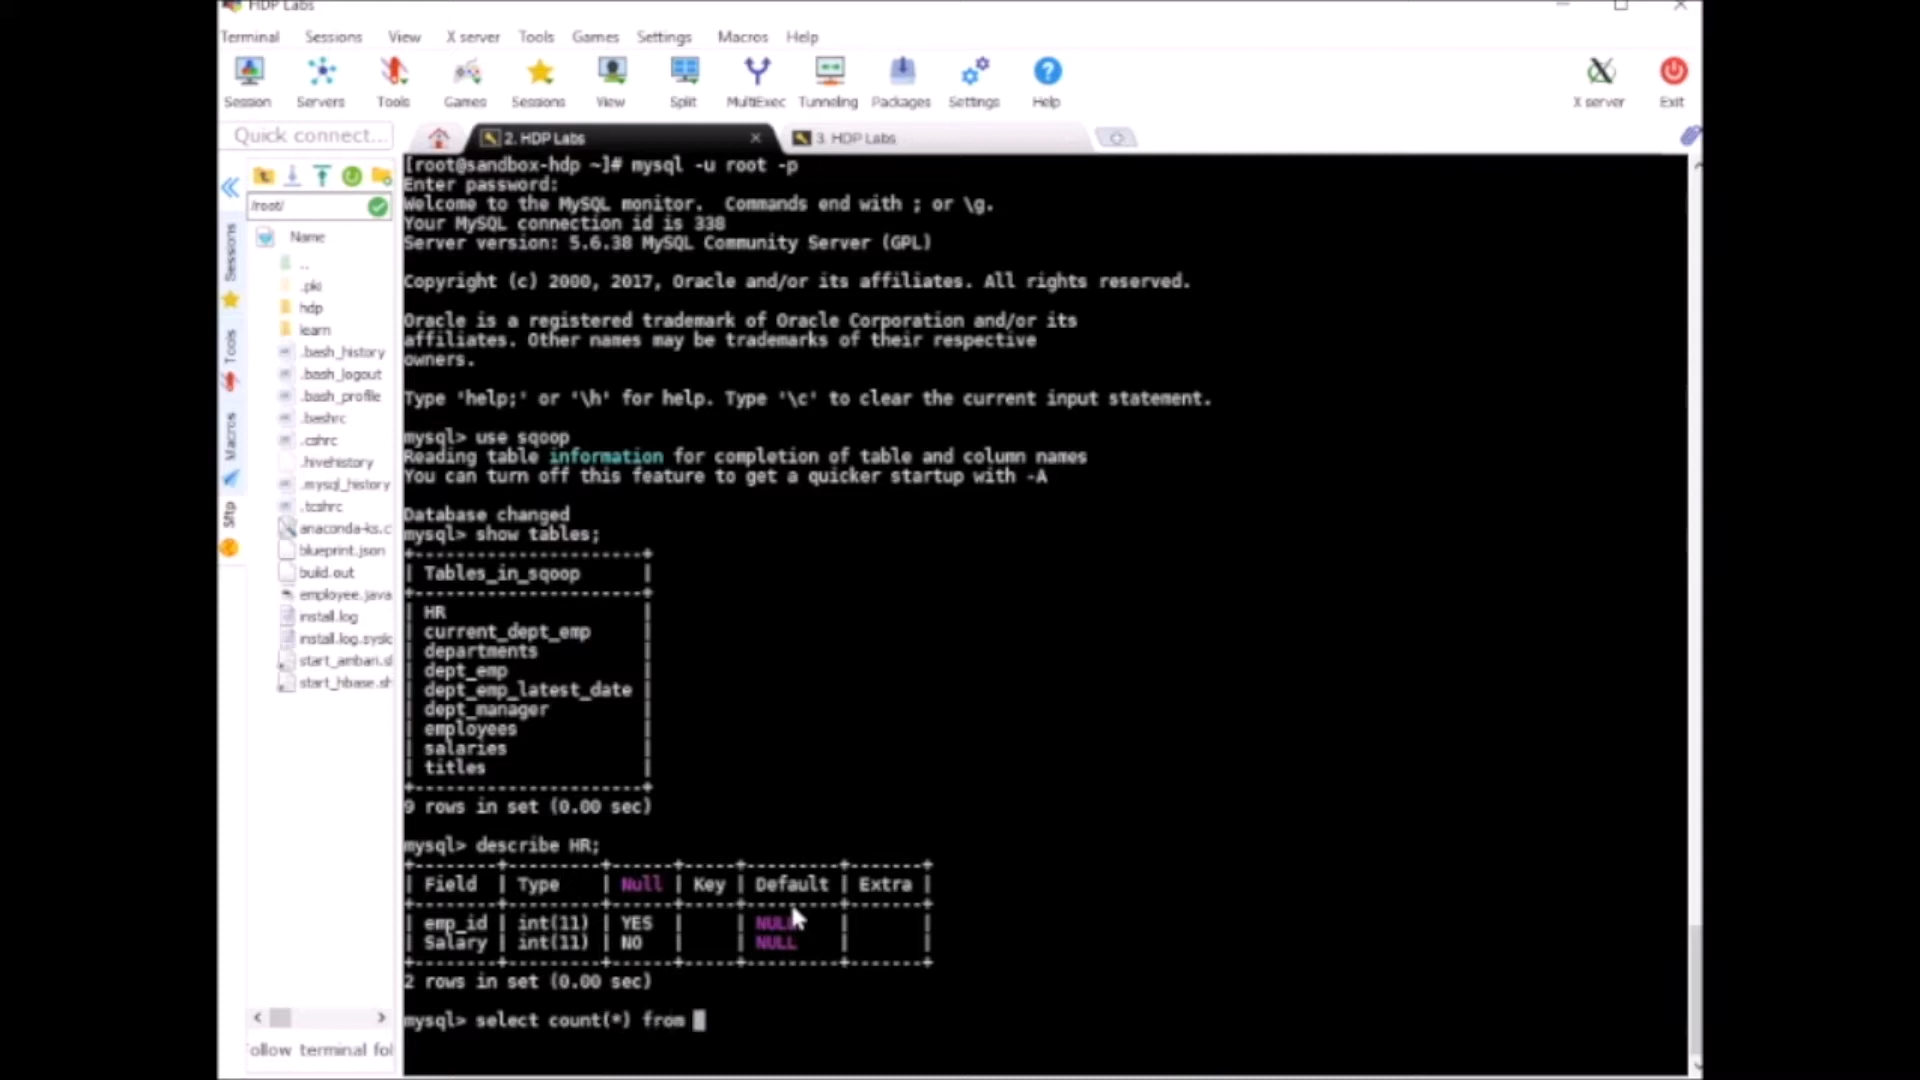 HDP Labs
Terminal Sessions View X server Tools Games Settings Macros Help
Session Servers Tools Games Sessions View Split MultiExec Tunneling Packages Settings Help X server Exit
Quick connect...
2. HDP Labs
3. HDP Labs
/root/
Name
..
.pki
hdp
learn
.bash_history
.bash_logout
.bash_profile
.bashrc
.cshrc
.hivehistory
.mysql_history
.tcshrc
anaconda-ks.c
blueprint.json
build.out
employee.java
install.log
install.log.syslo
start_ambari.sh
start_hbase.sh
Sessions
Tools
Macros
Sftp
ollow terminal fol
[root@sandbox-hdp ~]# mysql -u root -p
Enter password:
Welcome to the MySQL monitor.  Commands end with ; or \g.
Your MySQL connection id is 338
Server version: 5.6.38 MySQL Community Server (GPL)
Copyright (c) 2000, 2017, Oracle and/or its affiliates. All rights reserved.
Oracle is a registered trademark of Oracle Corporation and/or its
affiliates. Other names may be trademarks of their respective
owners.
Type 'help;' or '\h' for help. Type '\c' to clear the current input statement.
mysql> use sqoop
Reading table information for completion of table and column names
You can turn off this feature to get a quicker startup with -A
Database changed
mysql> show tables;
+-----------------------+
| Tables_in_sqoop |
+-----------------------+
| HR |
| current_dept_emp |
| departments |
| dept_emp |
| dept_emp_latest_date |
| dept_manager |
| employees |
| salaries |
| titles |
+-----------------------+
9 rows in set (0.00 sec)
mysql> describe HR;
+--------+---------+------+-----+---------+-------+
| Field | Type | Null | Key | Default | Extra |
+--------+---------+------+-----+---------+-------+
| emp_id | int(11) | YES | | NULL | |
| Salary | int(11) | NO | | NULL | |
+--------+---------+------+-----+---------+-------+
2 rows in set (0.00 sec)
mysql> select count(*) from